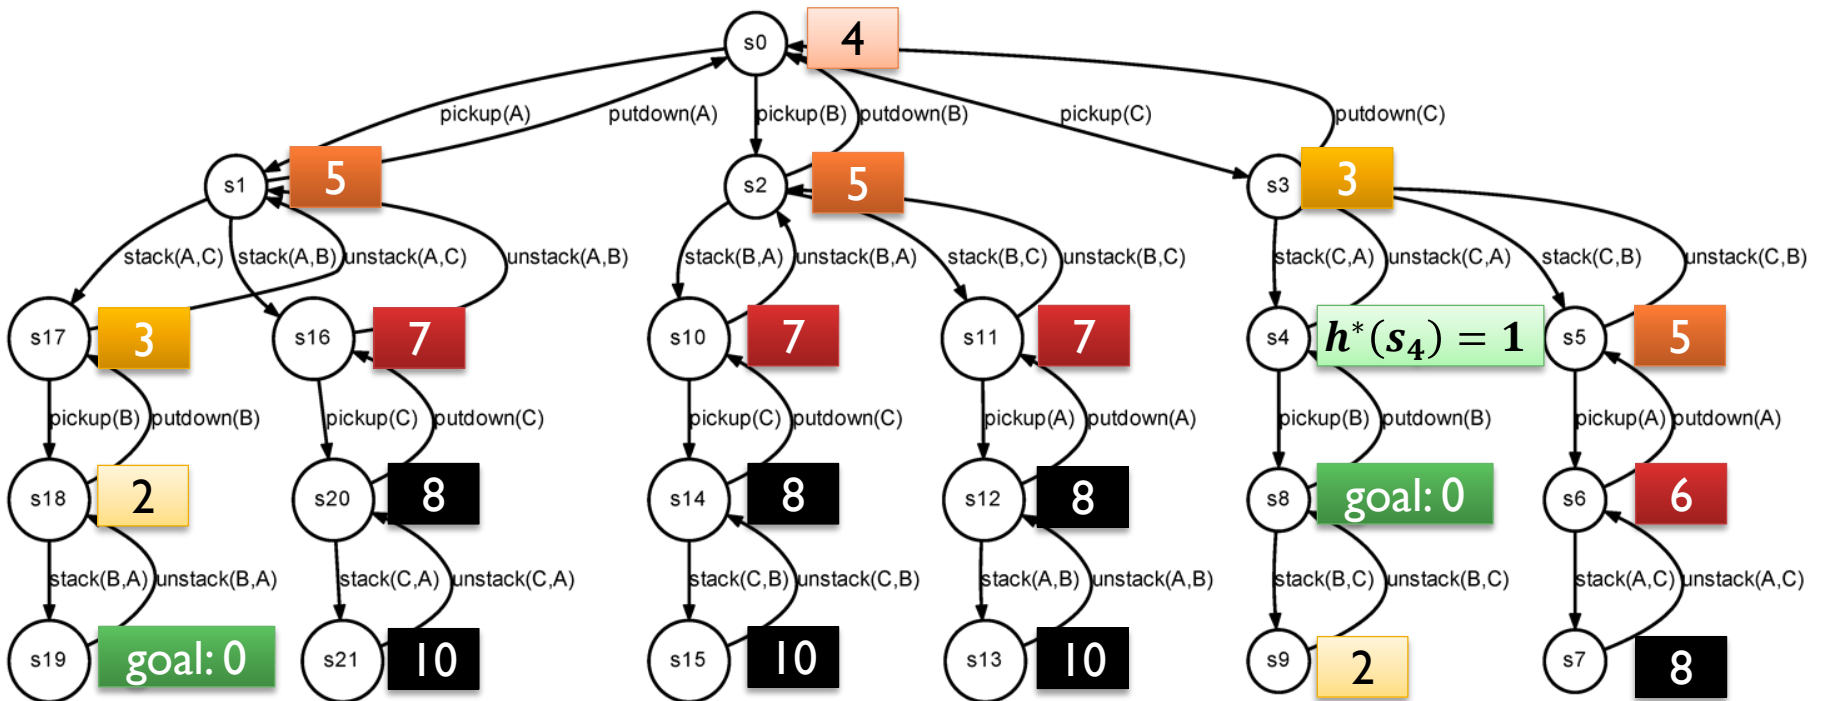 s0 4
pickup(A) putdown(A) pickup(B) putdown(B) pickup(C) putdown(C)
s1 5 s2 5 s3 3
stack(A,C) stack(A,B) unstack(A,C) unstack(A,B) stack(B,A) unstack(B,A) stack(B,C) unstack(B,C) stack(C,A) unstack(C,A) stack(C,B) unstack(C,B)
s17 3 s16 7 s10 7 s11 7 s4 h*(s₄) = 1 s5 5
pickup(B) putdown(B) pickup(C) putdown(C) pickup(C) putdown(C) pickup(A) putdown(A) pickup(B) putdown(B) pickup(A) putdown(A)
s18 2 s20 8 s14 8 s12 8 s8 goal: 0 s6 6
stack(B,A) unstack(B,A) stack(C,A) unstack(C,A) stack(C,B) unstack(C,B) stack(A,B) unstack(A,B) stack(B,C) unstack(B,C) stack(A,C) unstack(A,C)
s19 goal: 0 s21 10 s15 10 s13 10 s9 2 s7 8